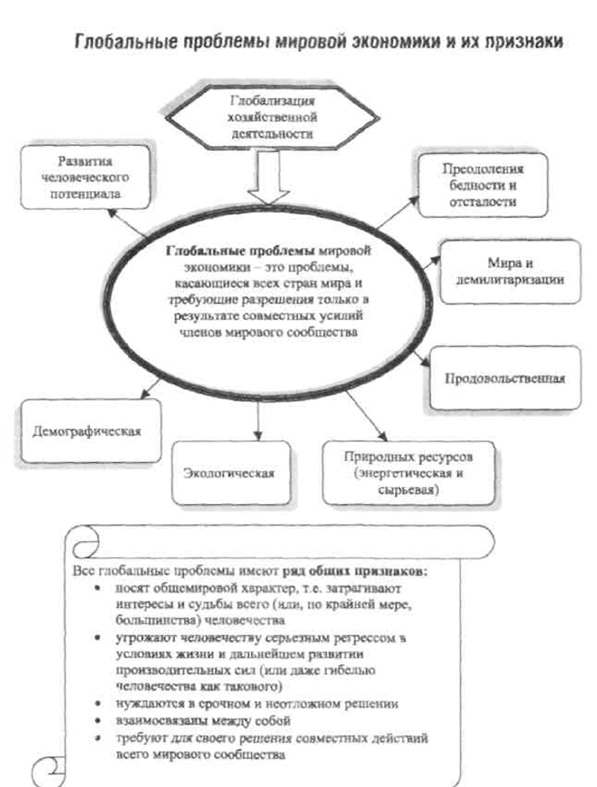 Глобальные проблемы мировой экономики и их признаки
Глобализация
хозяйственной
деятельности
Развития
человеческого
потенциала
Преодоления
бедности и
отсталости
Глобальные проблемы мировой
экономики – это проблемы,
касающиеся всех стран мира и
требующие разрешения только в
результате совместных усилий
членов мирового сообщества
Мира и
демилитаризации
Продовольственная
Демографическая
Экологическая
Природных ресурсов
(энергетическая и
сырьевая)
Все глобальные проблемы имеют ряд общих признаков:
• носят общемировой характер, т.е. затрагивают
интересы и судьбы всего (или, по крайней мере,
большинства) человечества
• угрожают человечеству серьезным регрессом в
условиях жизни и дальнейшем развитии
производительных сил (или даже гибелью
человечества как такового)
• нуждаются в срочном и неотложном решении
• взаимосвязаны между собой
• требуют для своего решения совместных действий
всего мирового сообщества